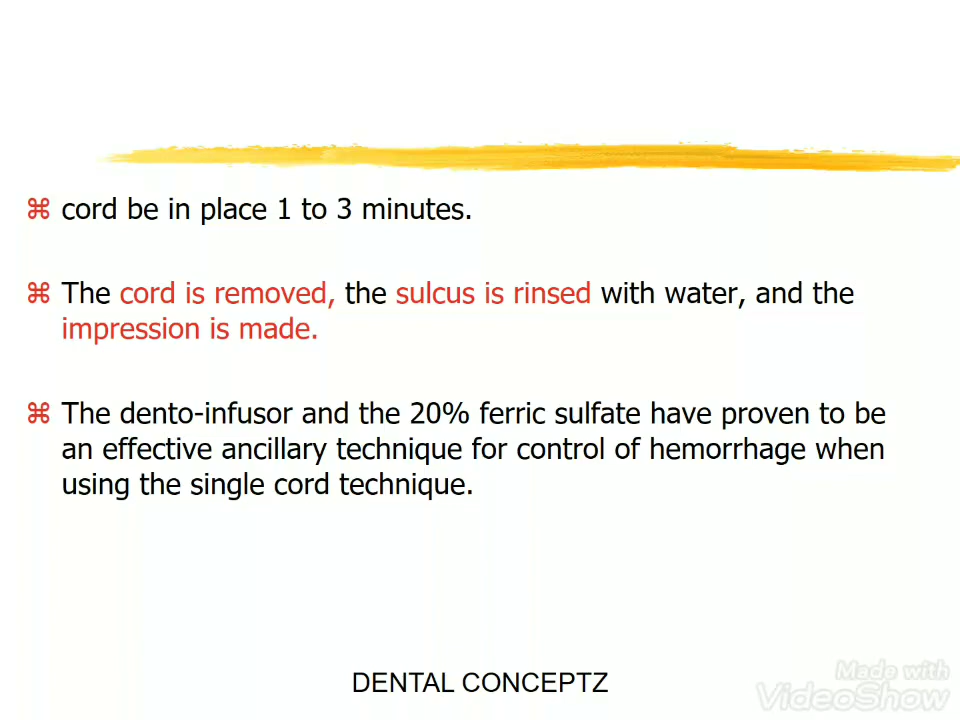 ⌘ cord be in place 1 to 3 minutes.
⌘ The cord is removed, the sulcus is rinsed with water, and the
impression is made.
⌘ The dento-infusor and the 20% ferric sulfate have proven to be
an effective ancillary technique for control of hemorrhage when
using the single cord technique.
DENTAL CONCEPTZ
Made with
VideoShow